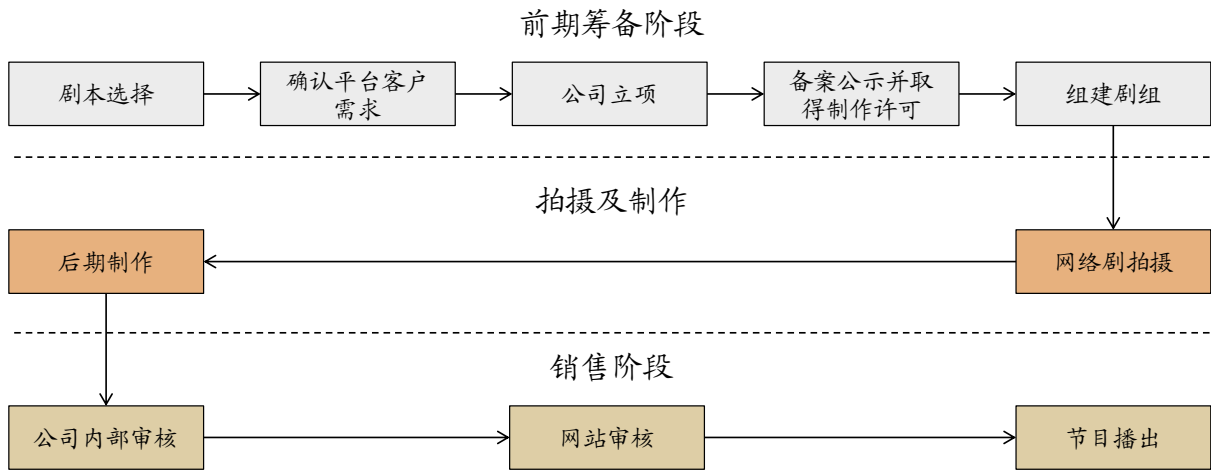 前期筹备阶段
剧本选择
确认平台客户
需求
公司立项
备案公示并取
得制作许可
组建剧组
拍摄及制作
后期制作
网络剧拍摄
销售阶段
公司内部审核
网站审核
节目播出